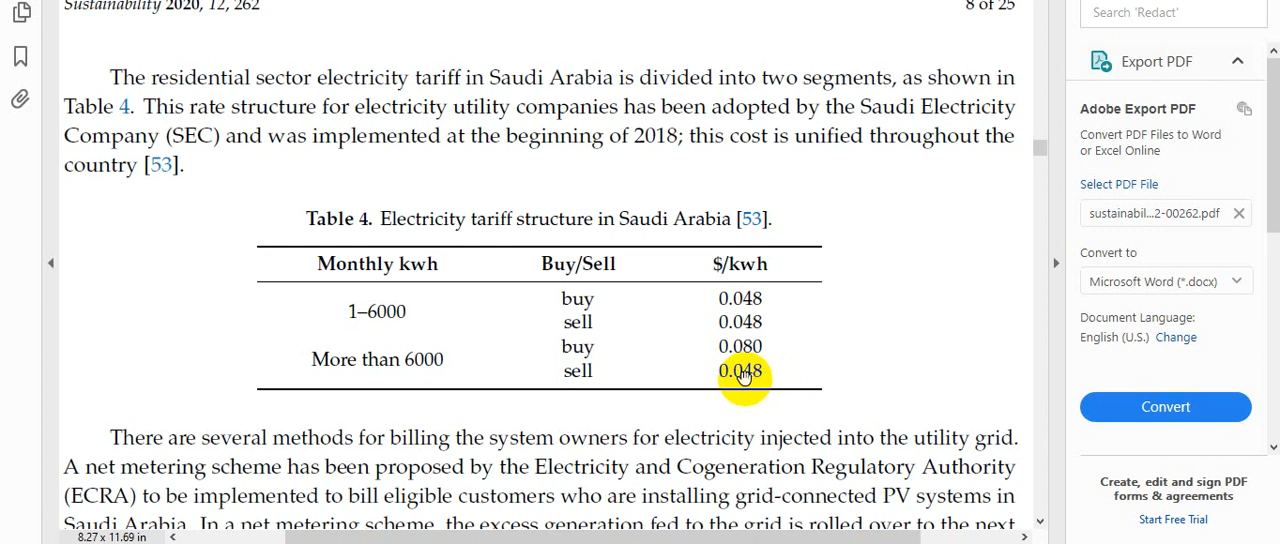 Sustainability 2020, 12, 262
8 of 25
The residential sector electricity tariff in Saudi Arabia is divided into two segments, as shown in
Table 4. This rate structure for electricity utility companies has been adopted by the Saudi Electricity
Company (SEC) and was implemented at the beginning of 2018; this cost is unified throughout the
country [53].
Table 4. Electricity tariff structure in Saudi Arabia [53].
Monthly kwh Buy/Sell $/kwh
1–6000
buy 0.048
sell 0.048
More than 6000
buy 0.080
sell 0.048
There are several methods for billing the system owners for electricity injected into the utility grid.
A net metering scheme has been proposed by the Electricity and Cogeneration Regulatory Authority
(ECRA) to be implemented to bill eligible customers who are installing grid-connected PV systems in
Saudi Arabia. In a net metering scheme, the excess generation fed to the grid is rolled over to the next
8.27 x 11.69 in
Search 'Redact'
Export PDF
Adobe Export PDF
Convert PDF Files to Word
or Excel Online
Select PDF File
sustainabil...2-00262.pdf
Convert to
Microsoft Word (*.docx)
Document Language:
English (U.S.) Change
Convert
Create, edit and sign PDF
forms & agreements
Start Free Trial